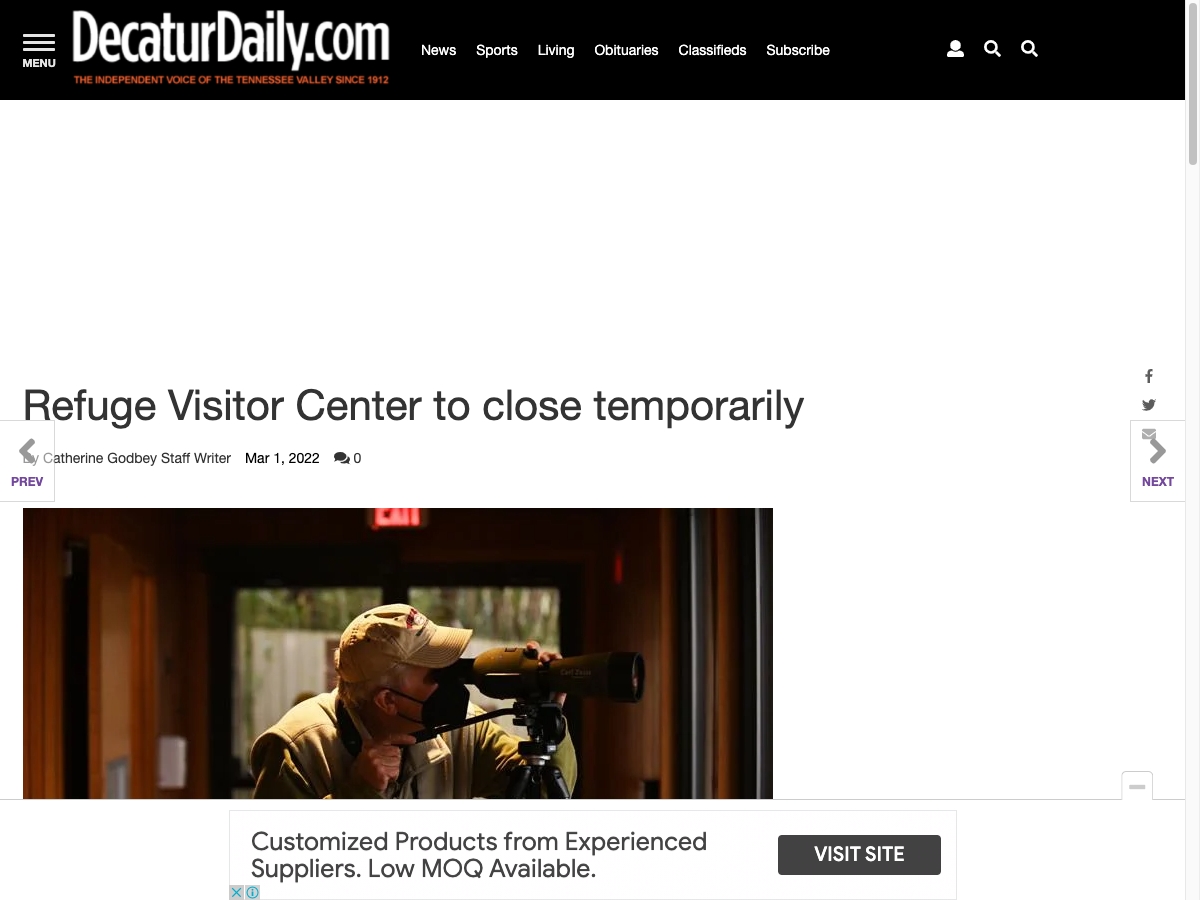 MENU
DecaturDaily.com
THE INDEPENDENT VOICE OF THE TENNESSEE VALLEY SINCE 1912
News Sports Living Obituaries Classifieds Subscribe
Refuge Visitor Center to close temporarily
By Catherine Godbey Staff Writer Mar 1, 2022 0
PREV
NEXT
EXIT
Customized Products from Experienced
Suppliers. Low MOQ Available.
VISIT SITE